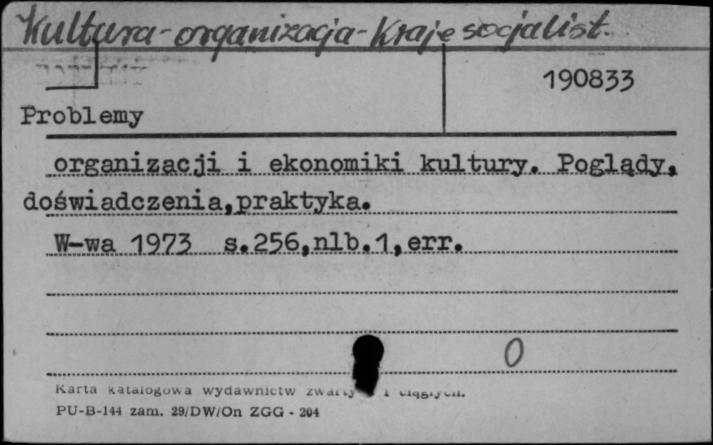 Kultura-organizacja-Kraje socjalist.
190833
Problemy
organizacji i ekonomiki kultury. Poglądy,
doświadczenia,praktyka.
W-wa 1973 s.256,nlb.1,err.
0
Karta katalogowa wydawnictw i ciągłych.
PU-B-144 zam. 29/DW/On ZGG - 204